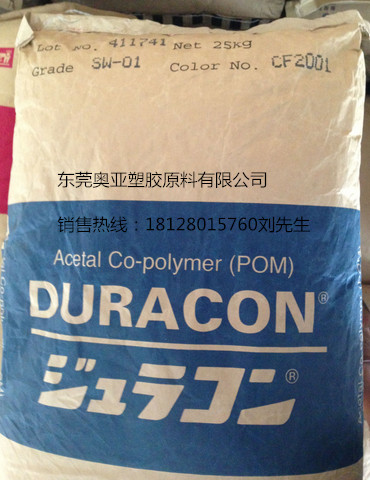 Lot No. 411741 Net 25kg
Grade SW-01 Color No. CF2001
东莞奥亚塑胶原料有限公司
销售热线：18128015760刘先生
Acetal Co-polymer (POM)
DURACON®
ジュラコン®